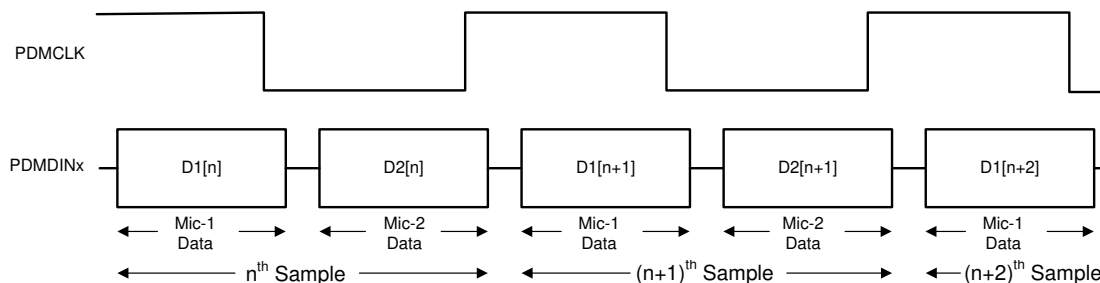 PDMCLK
PDMDINx
D1[n]
D2[n]
D1[n+1]
D2[n+1]
D1[n+2]
Mic-1
Data
Mic-2
Data
Mic-1
Data
Mic-2
Data
Mic-1
Data
nth Sample
(n+1)th Sample
(n+2)th Sample